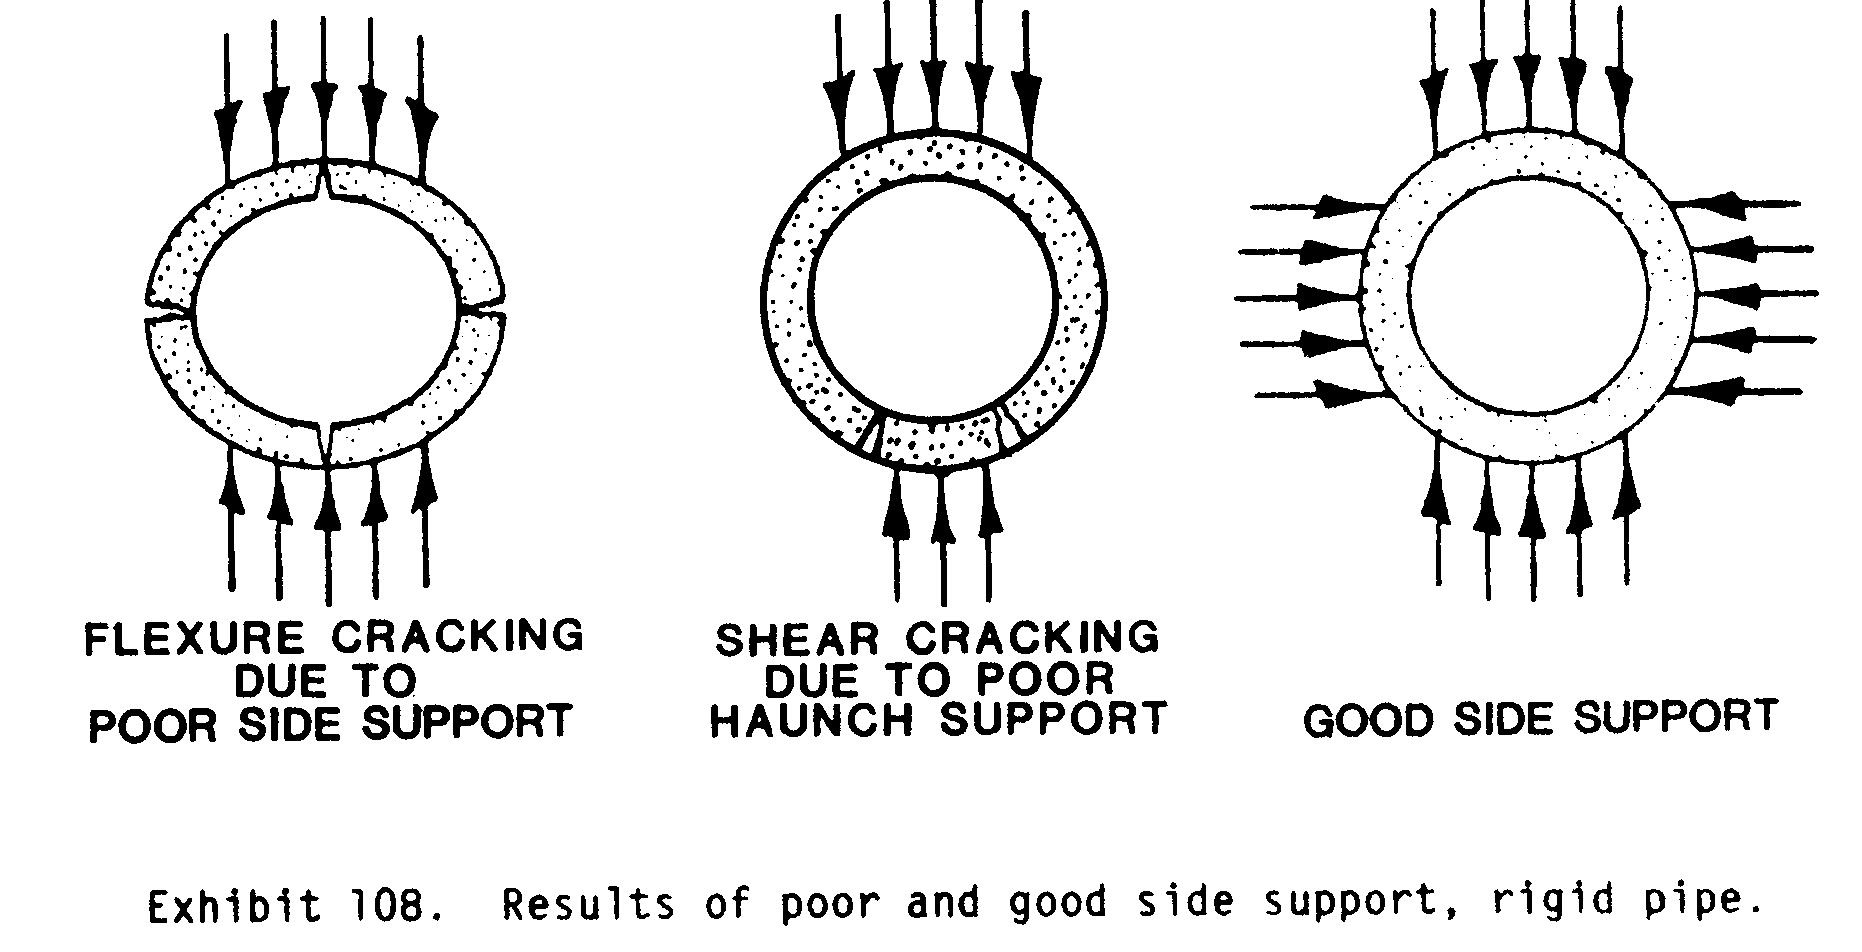 FLEXURE CRACKING
DUE TO
POOR SIDE SUPPORT
SHEAR CRACKING
DUE TO POOR
HAUNCH SUPPORT
GOOD SIDE SUPPORT
Exhibit 108. Results of poor and good side support, rigid pipe.